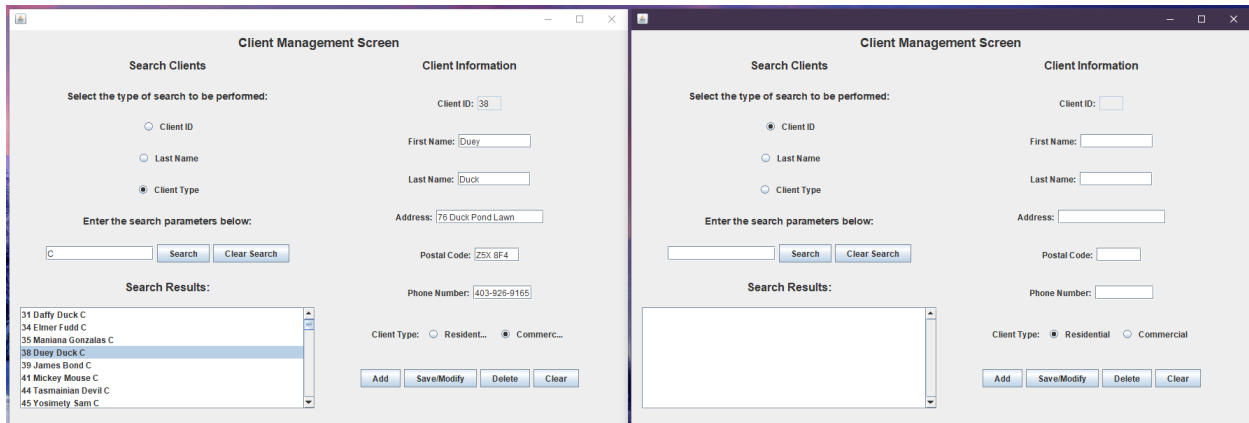 Client Management Screen
Search Clients
Select the type of search to be performed:
Client ID
Last Name
Client Type
Enter the search parameters below:
C
Search
Clear Search
Search Results:
31 Daffy Duck C
34 Elmer Fudd C
35 Maniana Gonzalas C
38 Duey Duck C
39 James Bond C
41 Mickey Mouse C
44 Tasmainian Devil C
45 Yosimety Sam C
Client Information
Client ID: 38
First Name: Duey
Last Name: Duck
Address: 76 Duck Pond Lawn
Postal Code: Z5X 8F4
Phone Number: 403-926-9165
Client Type: Resident... Commerc...
Add Save/Modify Delete Clear
Client Management Screen
Search Clients
Select the type of search to be performed:
Client ID
Last Name
Client Type
Enter the search parameters below:
Search
Clear Search
Search Results:
Client Information
Client ID:
First Name:
Last Name:
Address:
Postal Code:
Phone Number:
Client Type: Residential Commercial
Add Save/Modify Delete Clear